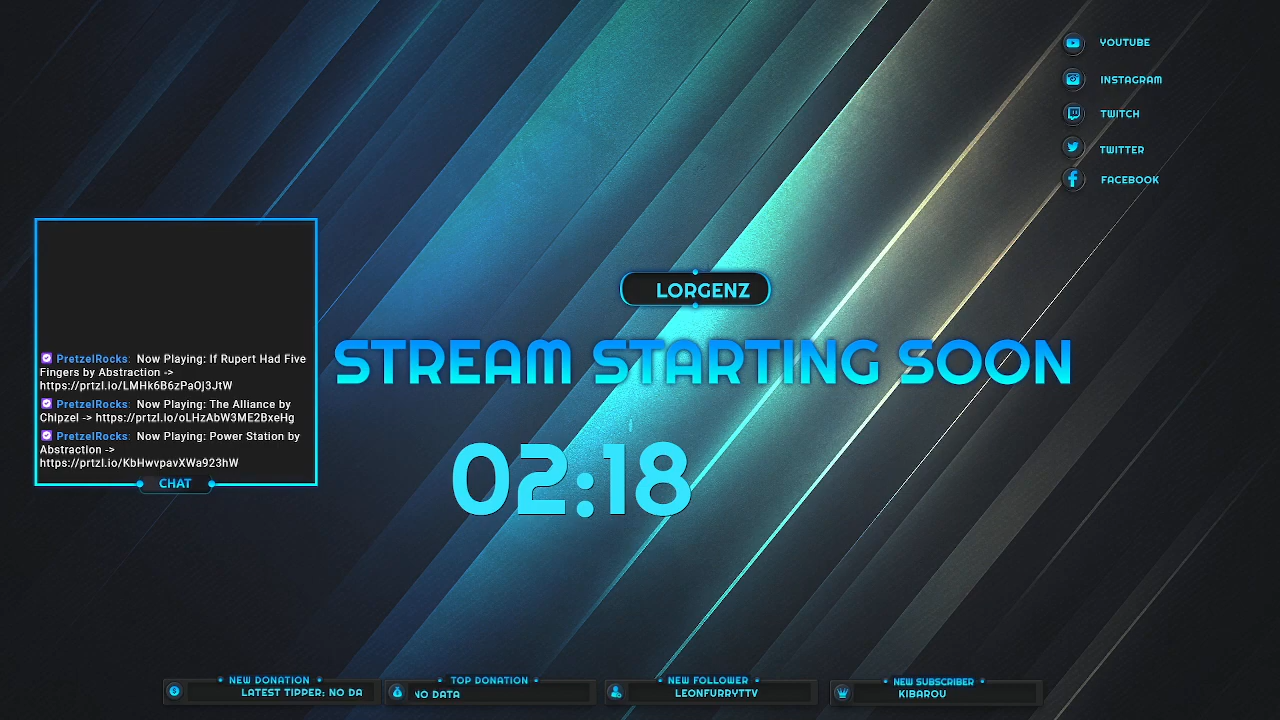 YOUTUBE
INSTAGRAM
TWITCH
TWITTER
FACEBOOK
LORGENZ
STREAM STARTING SOON
02:18
PretzelRocks: Now Playing: If Rupert Had Five
Fingers by Abstraction ->
https://prtzl.io/LMHk6B6zPaOj3JtW
PretzelRocks: Now Playing: The Alliance by
Chipzel -> https://prtzl.io/oLHzAbW3ME2BxeHg
PretzelRocks: Now Playing: Power Station by
Abstraction ->
https://prtzl.io/KbHwvpavXWa923hW
CHAT
NEW DONATION
LATEST TIPPER: NO DA
TOP DONATION
NO DATA
NEW FOLLOWER
LEONFURRYTTV
NEW SUBSCRIBER
KIBAROU